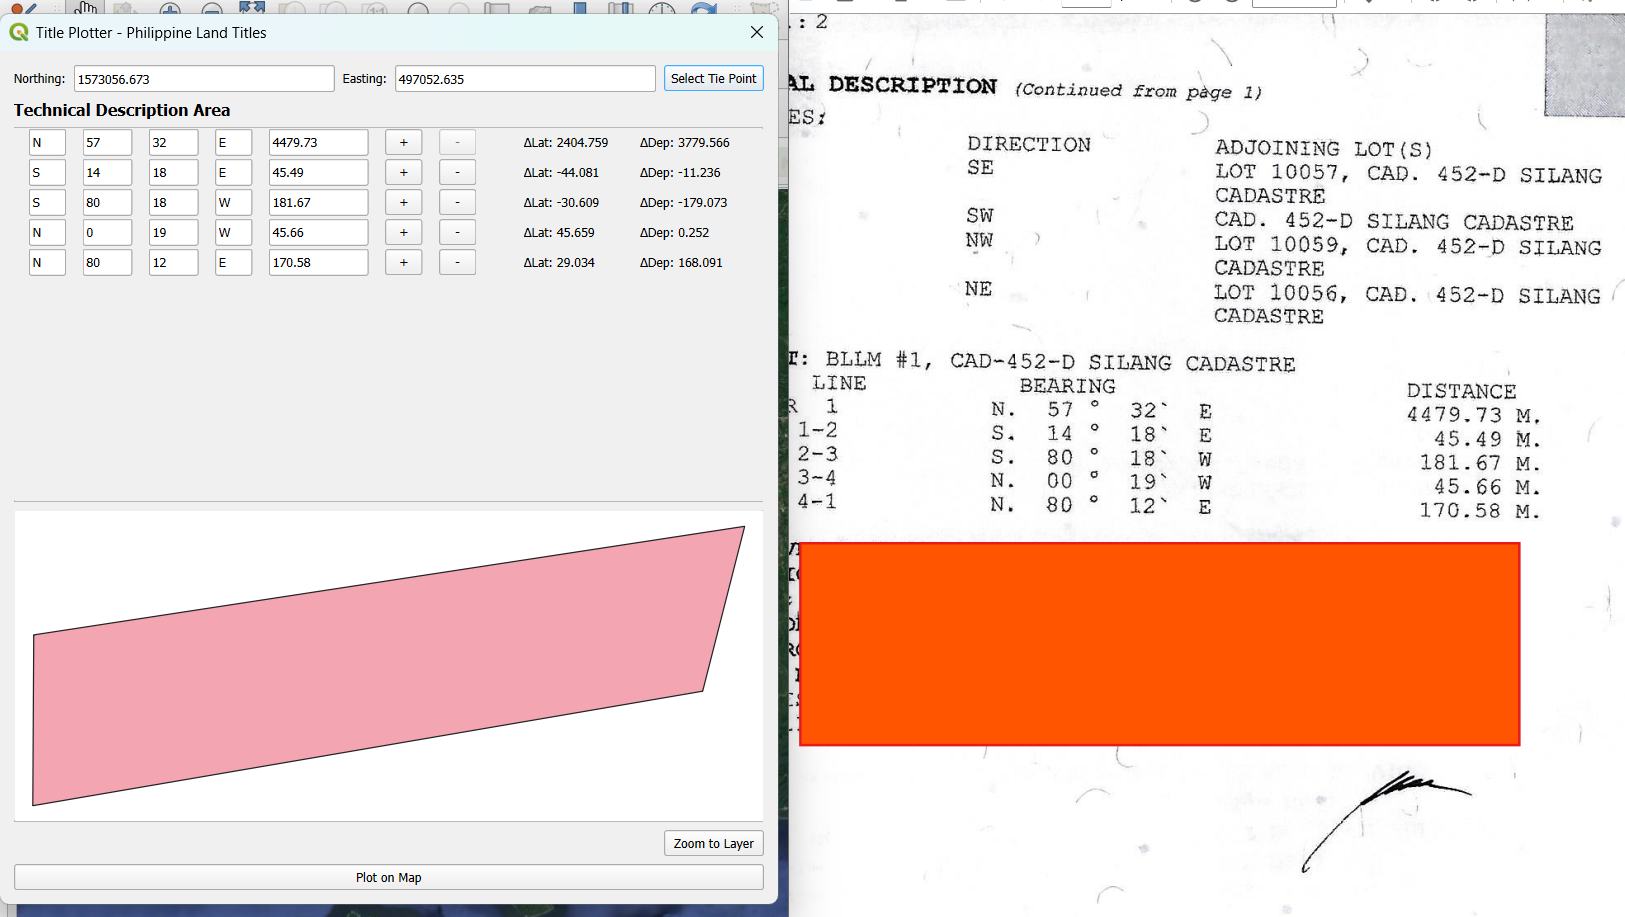 Title Plotter - Philippine Land Titles
Northing: 1573056.673 Easting: 497052.635 Select Tie Point
Technical Description Area
N 57 32 E 4479.73 + - ΔLat: 2404.759 ΔDep: 3779.566
S 14 18 E 45.49 + - ΔLat: -44.081 ΔDep: -11.236
S 80 18 W 181.67 + - ΔLat: -30.609 ΔDep: -179.073
N 0 19 W 45.66 + - ΔLat: 45.659 ΔDep: 0.252
N 80 12 E 170.58 + - ΔLat: 29.034 ΔDep: 168.091
Zoom to Layer
Plot on Map
.: 2
AL DESCRIPTION (Continued from page 1)
ES:
DIRECTION ADJOINING LOT(S)
SE LOT 10057, CAD. 452-D SILANG
CADASTRE
SW CAD. 452-D SILANG CADASTRE
NW LOT 10059, CAD. 452-D SILANG
CADASTRE
NE LOT 10056, CAD. 452-D SILANG
CADASTRE
T: BLLM #1, CAD-452-D SILANG CADASTRE
LINE BEARING DISTANCE
R 1 N. 57 ° 32` E 4479.73 M.
1-2 S. 14 ° 18` E 45.49 M.
2-3 S. 80 ° 18` W 181.67 M.
3-4 N. 00 ° 19` W 45.66 M.
4-1 N. 80 ° 12` E 170.58 M.